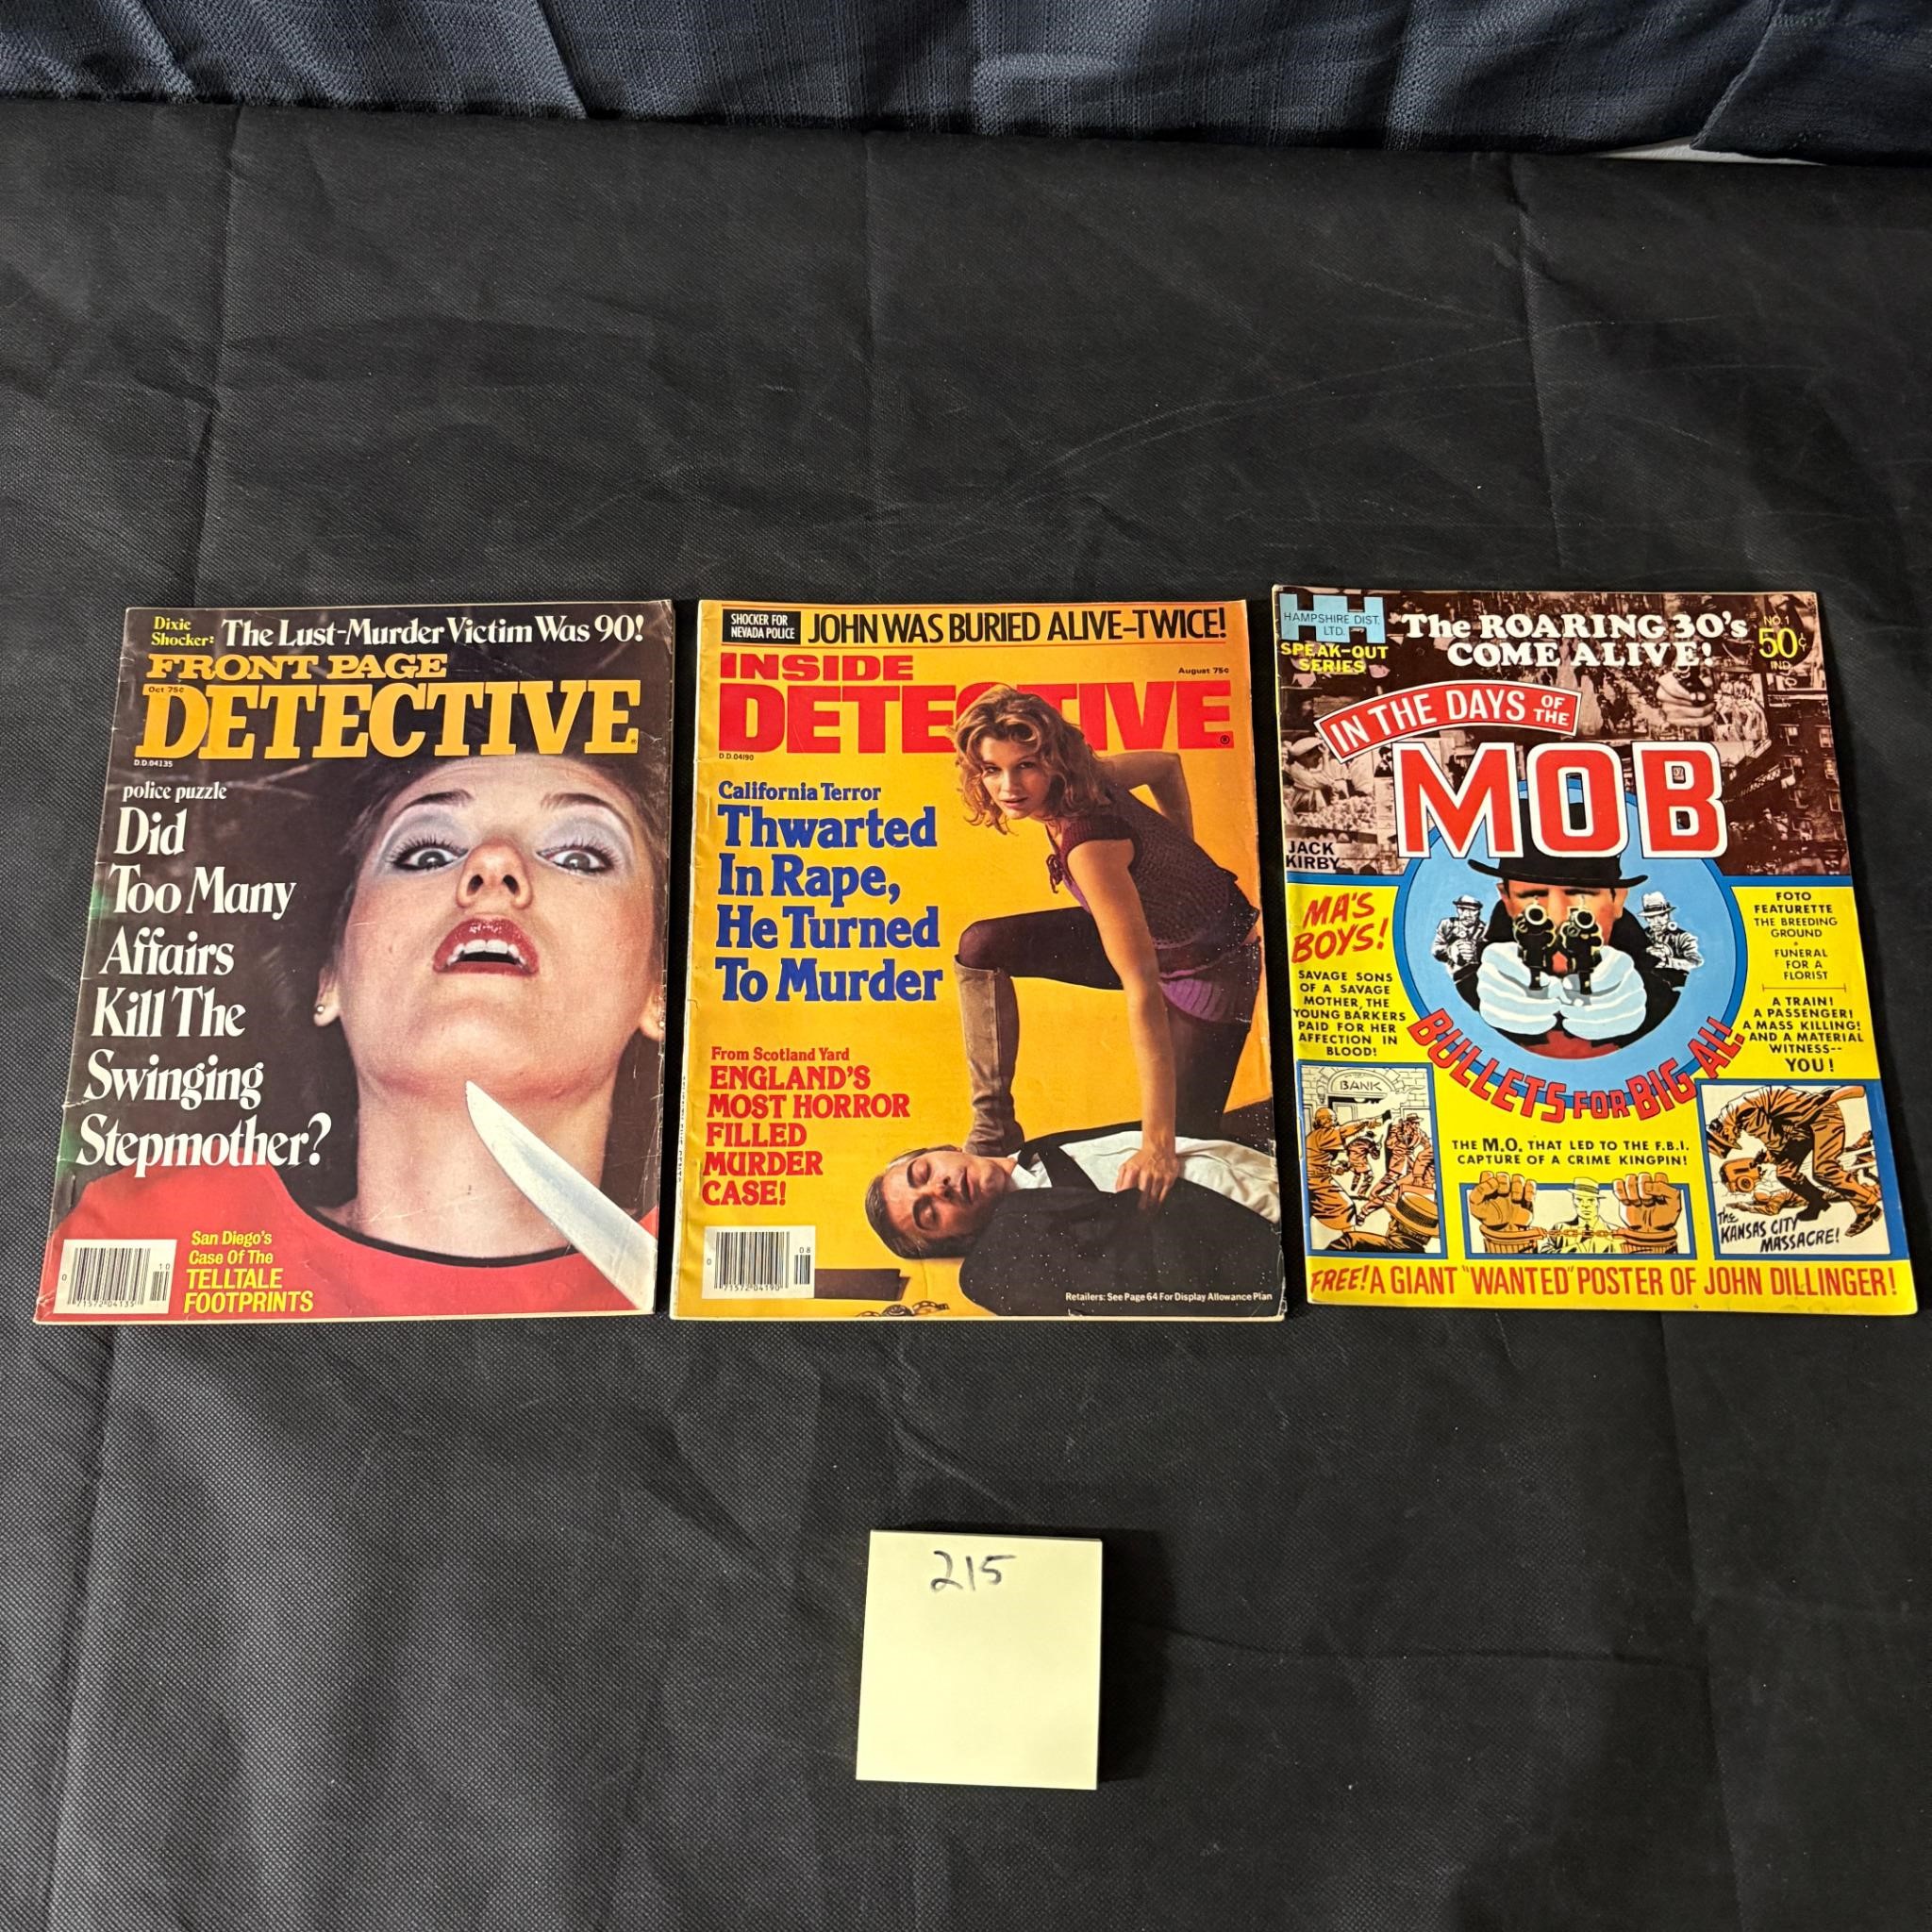 Dixie
Shocker: The Lust-Murder Victim Was 90!
FRONT PAGE
Oct 75¢
DETECTIVE
D.D.04135
police puzzle
Did
Too Many
Affairs
Kill The
Swinging
Stepmother?
San Diego's
Case Of The
TELLTALE
FOOTPRINTS
0 71572 04135 10
SHOCKER FOR
NEVADA POLICE
JOHN WAS BURIED ALIVE-TWICE!
INSIDE
August 75¢
DETECTIVE®
D.D.04190
California Terror
Thwarted
In Rape,
He Turned
To Murder
From Scotland Yard
ENGLAND'S
MOST HORROR
FILLED
MURDER
CASE!
0 71572 04190 08
Retailers: See Page 64 For Display Allowance Plan
HAMPSHIRE DIST.
LTD.
SPEAK-OUT
SERIES
The ROARING 30's
COME ALIVE!
NO. 1
50¢
IND.
IN THE DAYS OF THE
MOB
JACK
KIRBY
MA'S
BOYS!
SAVAGE SONS
OF A SAVAGE
MOTHER, THE
YOUNG BARKERS
PAID FOR HER
AFFECTION IN
BLOOD!
FOTO
FEATURETTE
THE BREEDING
GROUND
•
FUNERAL
FOR A
FLORIST
A TRAIN!
A PASSENGER!
A MASS KILLING!
AND A MATERIAL
WITNESS--
YOU!
BULLETS FOR BIG AL!
BANK
THE M.O. THAT LED TO THE F.B.I.
CAPTURE OF A CRIME KINGPIN!
The
KANSAS CITY
MASSACRE!
FREE! A GIANT "WANTED" POSTER OF JOHN DILLINGER!
215